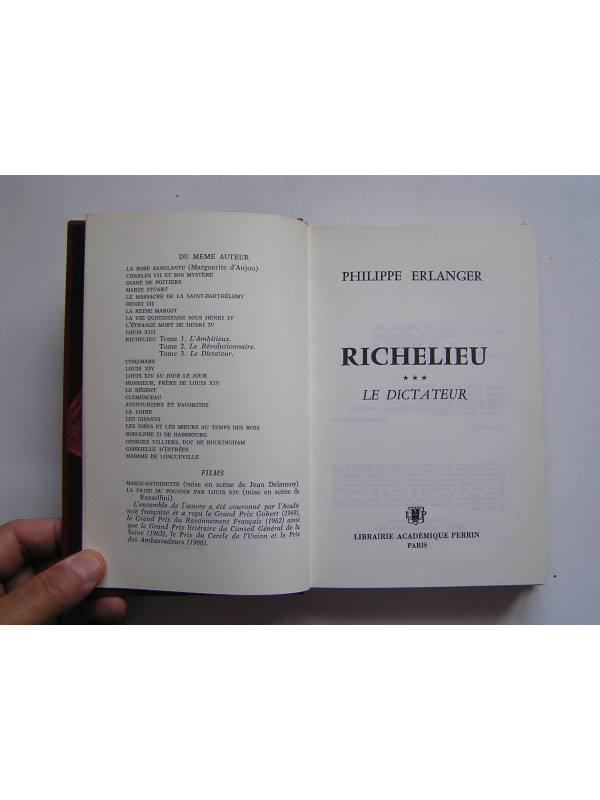 DU MEME AUTEUR
LA ROSE SANGLANTE (Marguerite d'Anjou)
CHARLES VII ET SON MYSTÈRE
DIANE DE POITIERS
MARIE STUART
LE MASSACRE DE LA SAINT-BARTHÉLEMY
HENRI III
LA REINE MARGOT
LA VIE QUOTIDIENNE SOUS HENRI IV
L'ÉTRANGE MORT DE HENRI IV
LOUIS XIII
RICHELIEU Tome 1. L'Ambitieux.
Tome 2. Le Révolutionnaire.
Tome 3. Le Dictateur.
CINQ-MARS
LOUIS XIV
LOUIS XIV AU JOUR LE JOUR
MONSIEUR, FRÈRE DE LOUIS XIV
LE RÉGENT
CLEMENCEAU
AVENTURIERS ET FAVORITES
LA LOIRE
LES GISANTS
LES IDÉES ET LES MŒURS AU TEMPS DES ROIS
RODOLPHE II DE HABSBOURG
GEORGES VILLIERS, DUC DE BUCKINGHAM
GABRIELLE D'ESTRÉES
MADAME DE LONGUEVILLE
FILMS
MARIE-ANTOINETTE (mise en scène de Jean Delannoy).
LA PRISE DU POUVOIR PAR LOUIS XIV (mise en scène de
Rossellini).
L'ensemble de l'œuvre a été couronné par l'Acadé-
mie française et a reçu le Grand Prix Gobert (1969),
le Grand Prix du Rayonnement Français (1962) ainsi
que le Grand Prix littéraire du Conseil Général de la
Seine (1963), le Prix du Cercle de l'Union et le Prix
des Ambassadeurs (1966).
PHILIPPE ERLANGER
RICHELIEU
★ ★ ★
LE DICTATEUR
LIBRAIRIE ACADÉMIQUE PERRIN
PARIS